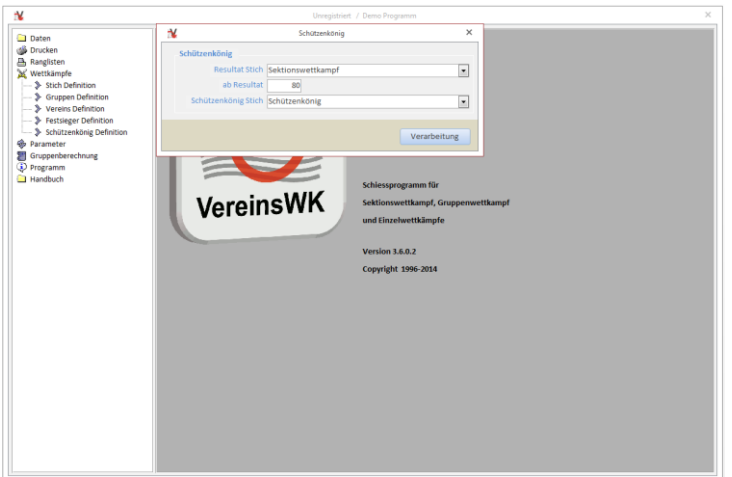 Unregistriert / Demo Programm
Daten
Drucken
Ranglisten
Wettkämpfe
Stich Definition
Gruppen Definition
Vereins Definition
Festsieger Definition
Schützenkönig Definition
Parameter
Gruppenberechnung
Programm
Handbuch
Schützenkönig
Schützenkönig
Resultat Stich Sektionswettkampf
ab Resultat 80
Schützenkönig Stich Schützenkönig
Verarbeitung
VereinsWK
Schiessprogramm für
Sektionswettkampf, Gruppenwettkampf
und Einzelwettkämpfe
Version 3.6.0.2
Copyright 1996-2014